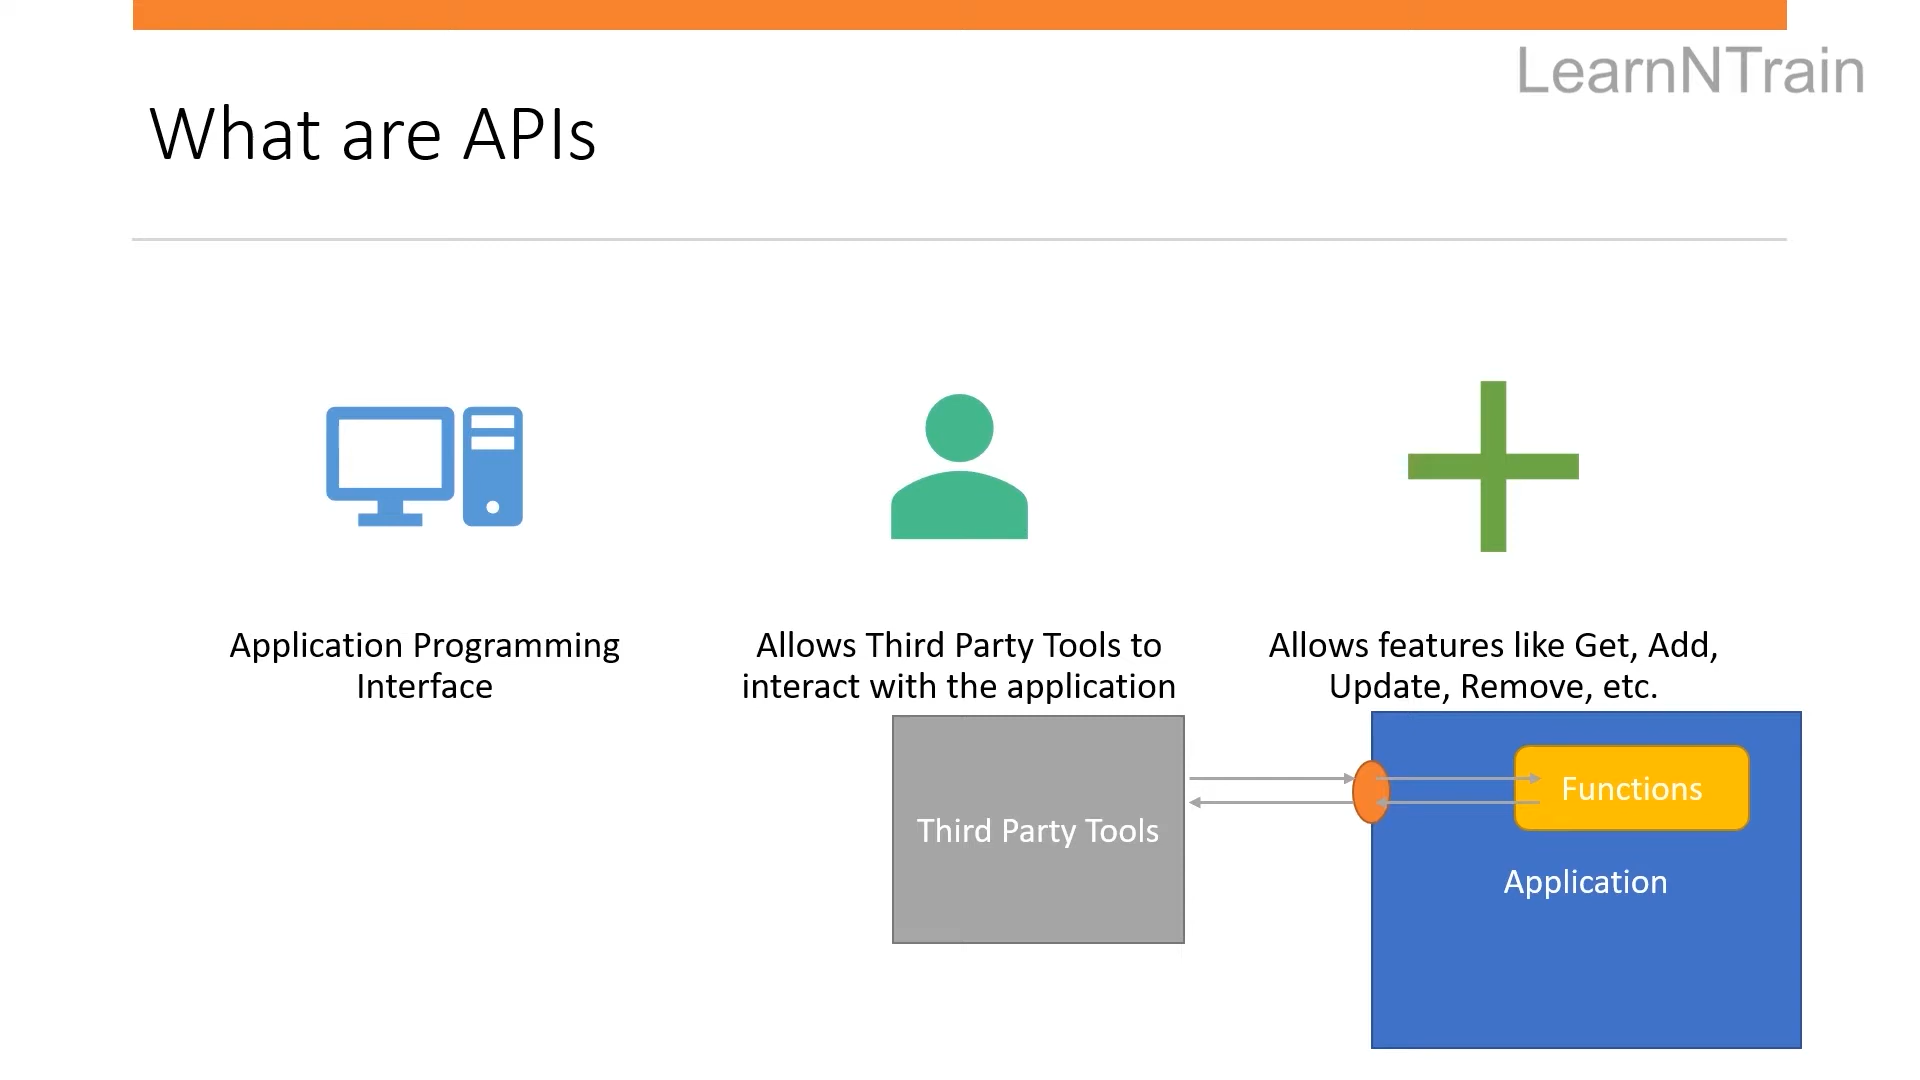 LearnNTrain
What are APIs
Application Programming
Interface
Allows Third Party Tools to
interact with the application
Allows features like Get, Add,
Update, Remove, etc.
Third Party Tools
Functions
Application